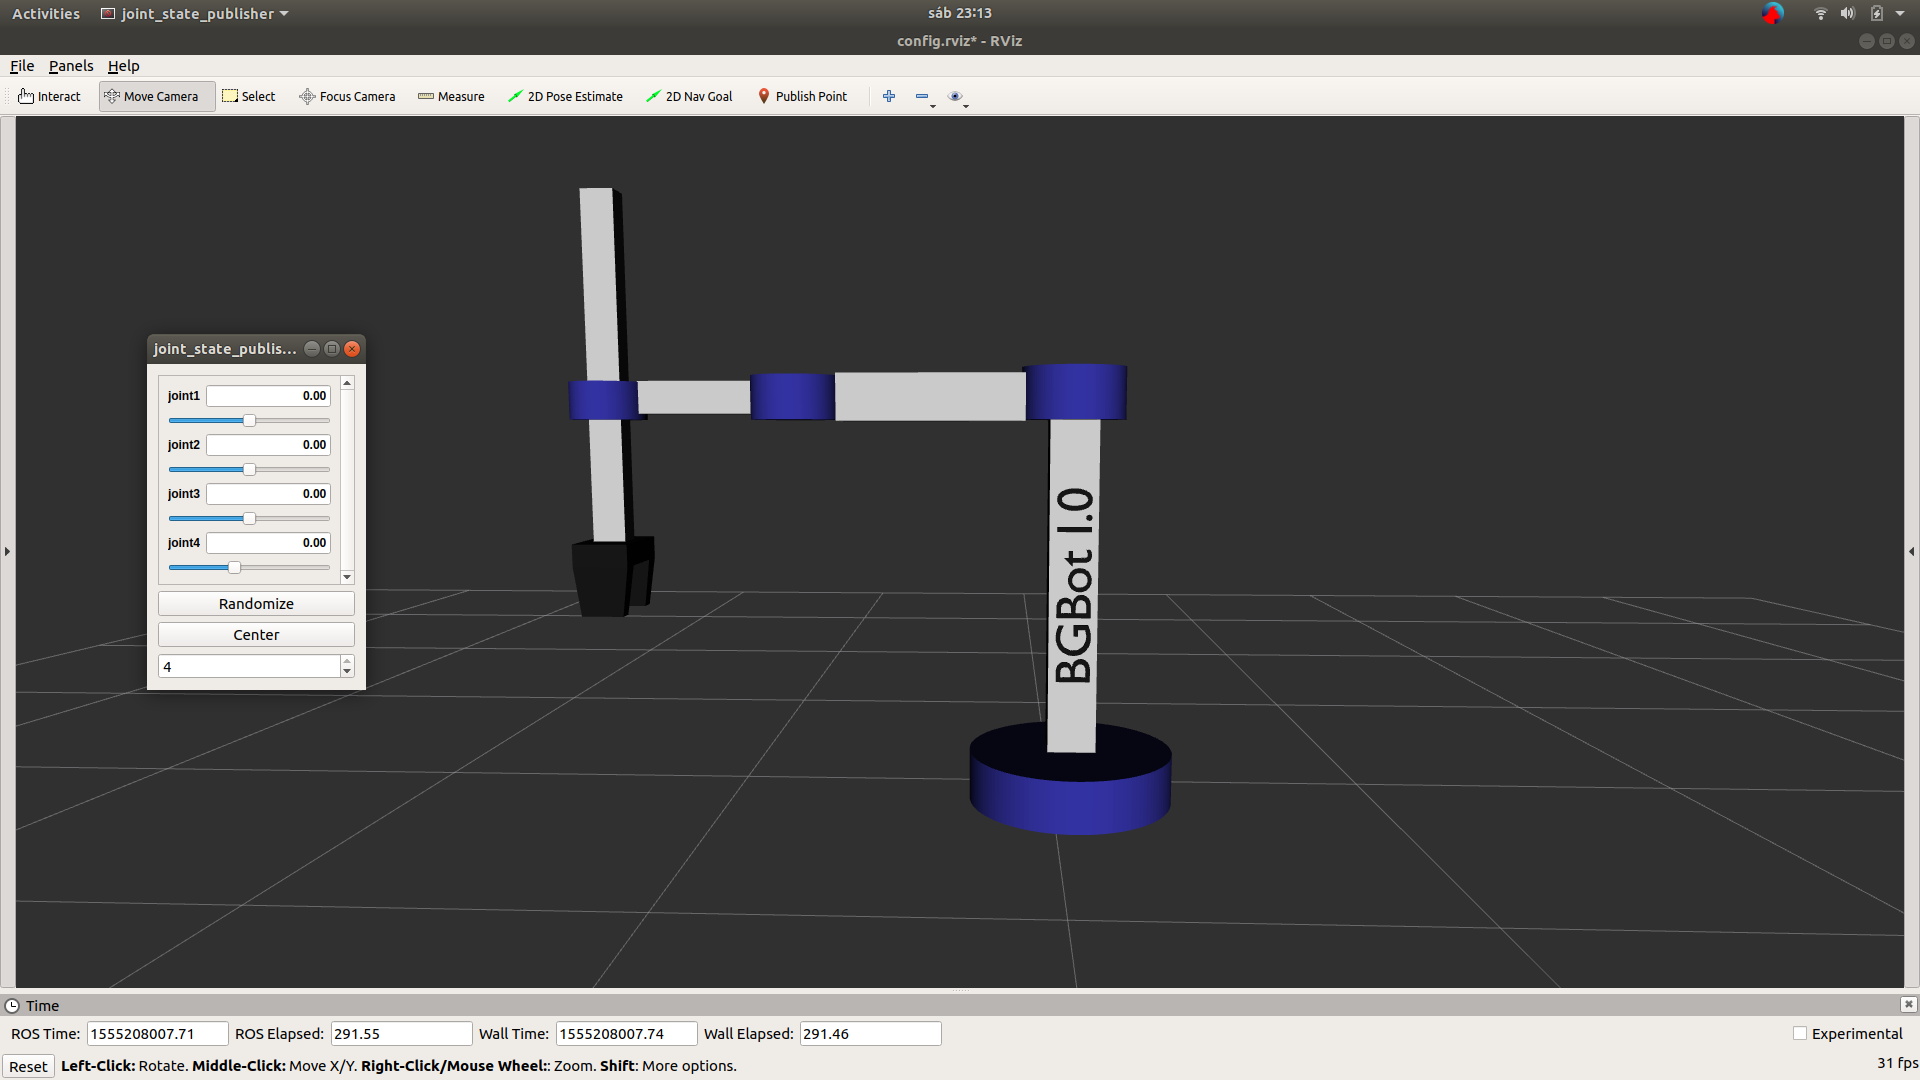 Activities joint_state_publisher sáb 23:13
config.rviz* - RViz
File Panels Help
Interact Move Camera Select Focus Camera Measure 2D Pose Estimate 2D Nav Goal Publish Point
joint_state_publis...
joint1 0.00
joint2 0.00
joint3 0.00
joint4 0.00
Randomize
Center
4
BGBot 1.0
Time
ROS Time: 1555208007.71 ROS Elapsed: 291.55 Wall Time: 1555208007.74 Wall Elapsed: 291.46 Experimental
Reset Left-Click: Rotate. Middle-Click: Move X/Y. Right-Click/Mouse Wheel:: Zoom. Shift: More options. 31 fps